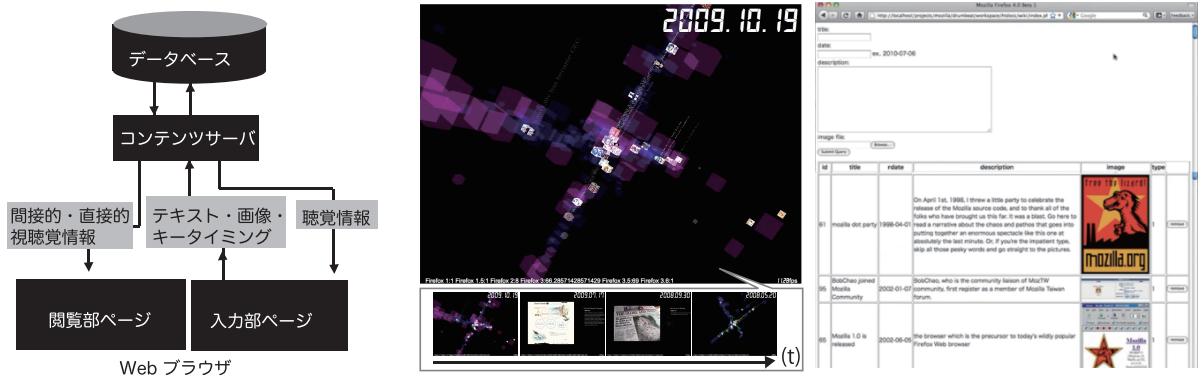 データベース
コンテンツサーバ
間接的・直接的
視聴覚情報
テキスト・画像・
キータイミング
聴覚情報
閲覧部ページ
入力部ページ
Web ブラウザ
2009.10.19
Firefox 1:1 Firefox 1.5:1 Firefox 2:8 Firefox 3:66.28571428571429 Firefox 3.5:69 Firefox 3.6:1
2009.10.19
2008.09.30
2008.05.20
(t)
Mozilla Firefox 4.0 Beta 1
Google
Feedback
title:
date:
ex. 2010-07-06
description:
image file:
Browse...
Submit Query
id title rdate description image type
61 mozilla dot party 1998-04-01
On April 1st, 1998, I threw a little party to celebrate the
release of the Mozilla source code, and to thank all of the
folks who have brought us this far. It was a blast. Go here to
read a narrative about the chaos and pathos that goes into
putting together an enormous spectacle like this one at
absolutely the last minute. Or, if you're the impatient type,
skip all those pesky words and go straight to the pictures.
free the lizard!
mozilla.org
1
remove
95
BobChao joined
Mozilla
Community
2002-01-07
BobChao, who is the community liaison of MozTW
community, first register as a member of Mozilla Taiwan
forum.
1
remove
65
Mozilla 1.0 is
released
2002-06-05
the browser which is the precursor to today's wildly popular
Firefox Web browser
Mozilla
1.0
1
remove